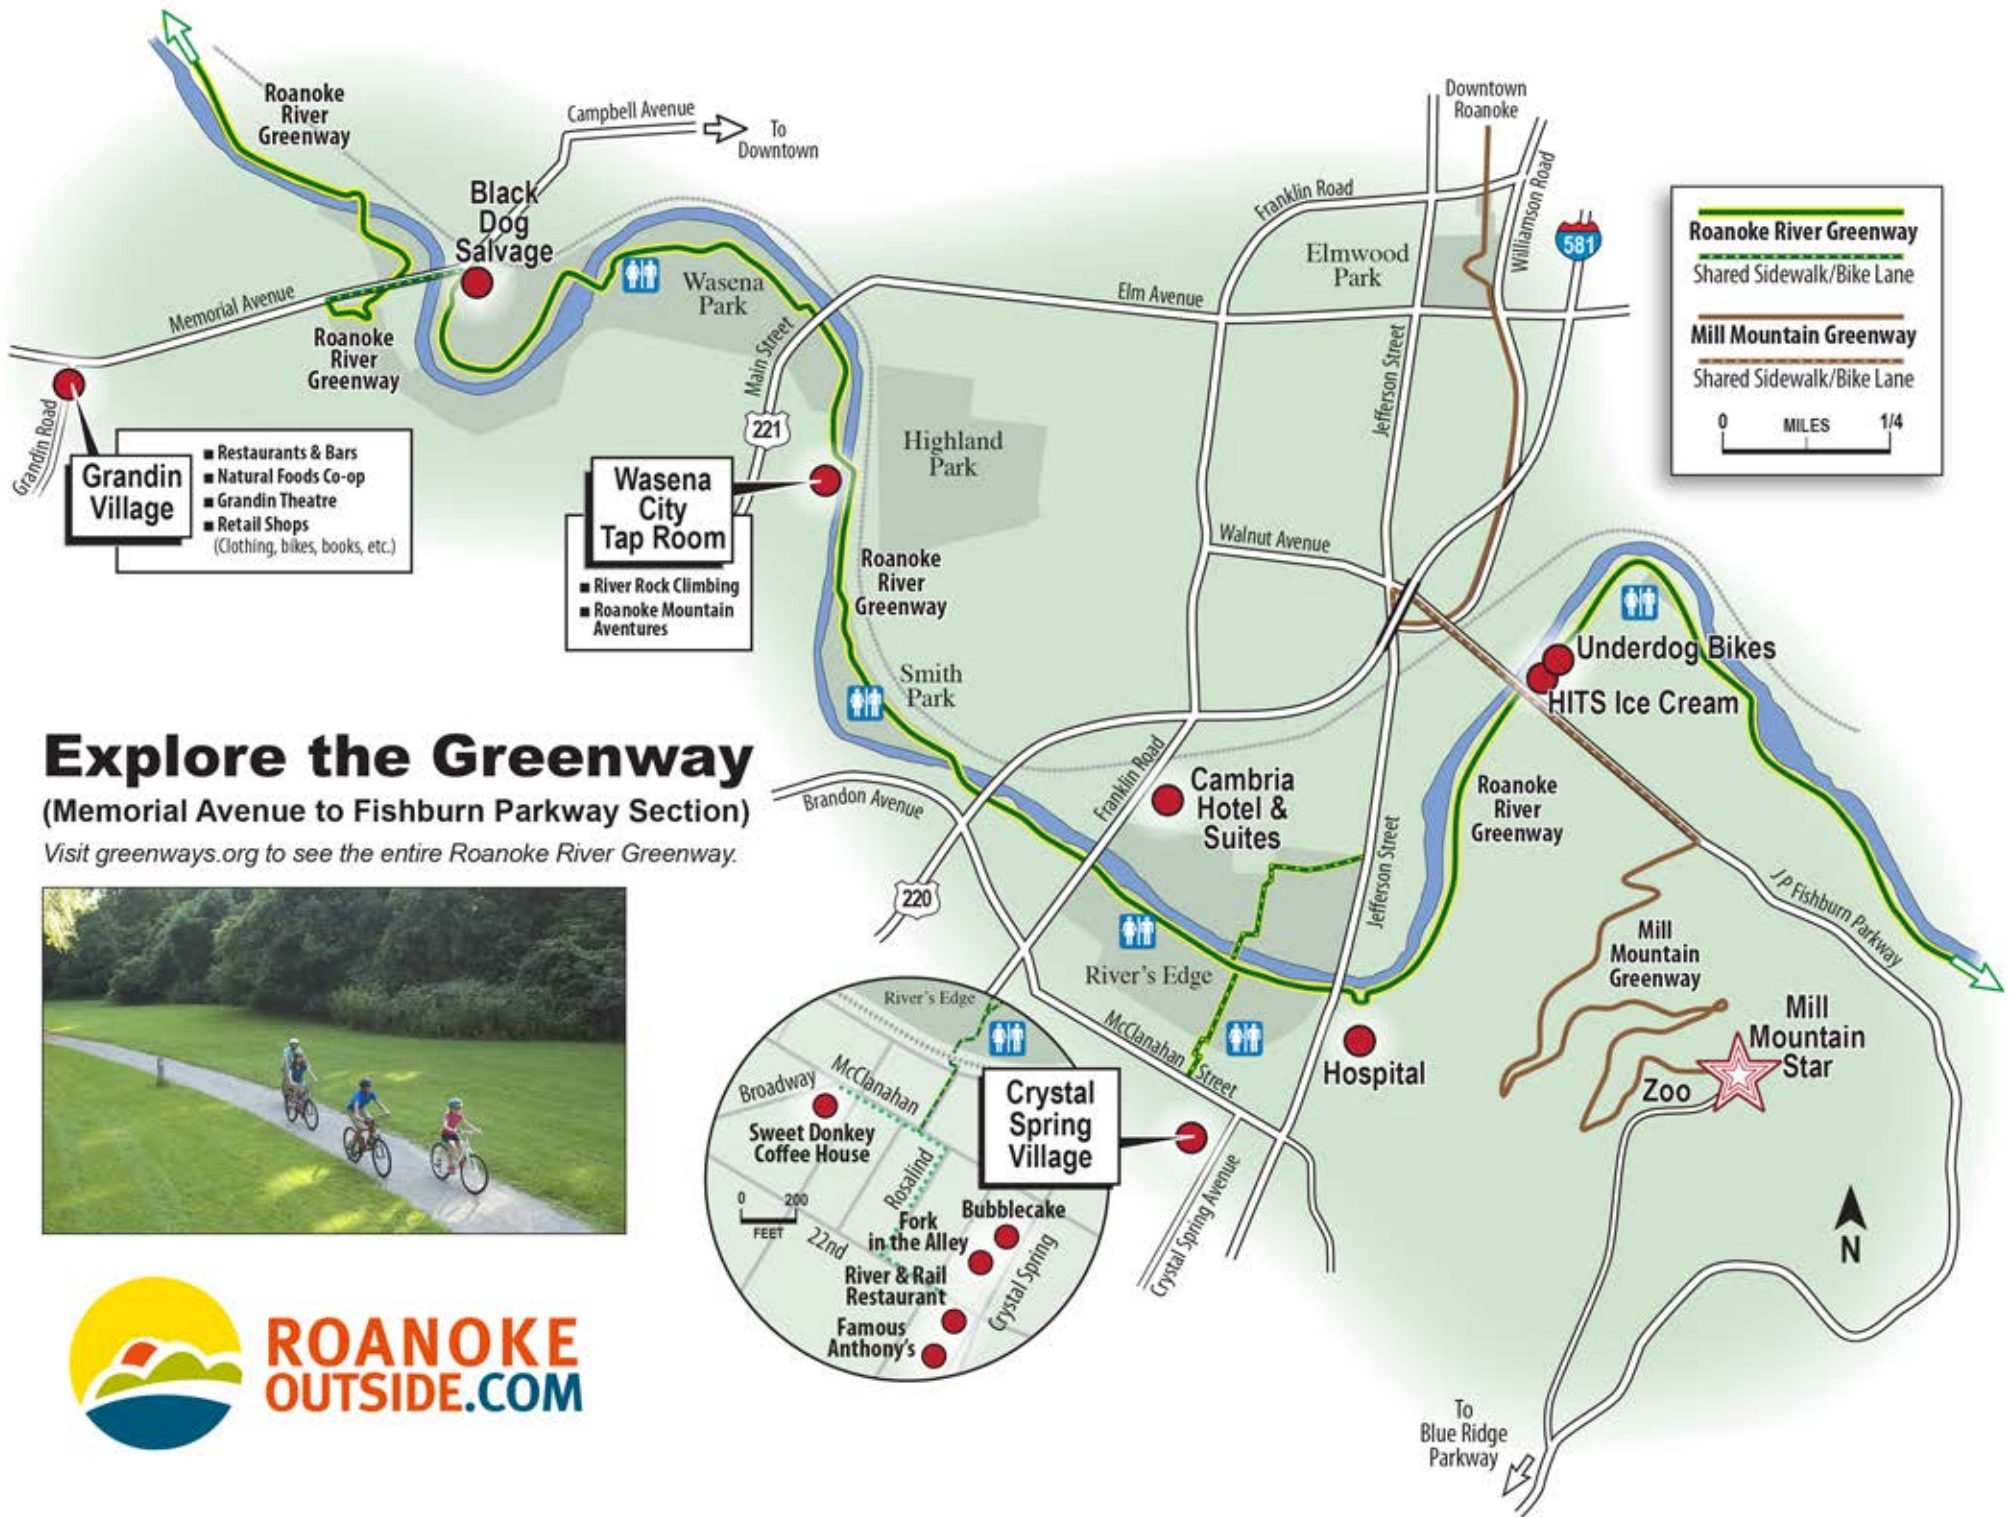 Roanoke
River
Greenway
Campbell Avenue
To
Downtown
Black
Dog
Salvage
Memorial Avenue
Roanoke
River
Greenway
Grandin Road
Grandin
Village
Restaurants & Bars
Natural Foods Co-op
Grandin Theatre
Retail Shops
(Clothing, bikes, books, etc.)
Wasena
Park
Main Street
221
Wasena
City
Tap Room
River Rock Climbing
Roanoke Mountain
Aventures
Highland
Park
Roanoke
River
Greenway
Smith
Park
Elm Avenue
Franklin Road
Downtown
Roanoke
Elmwood
Park
Williamson Road
581
Jefferson Street
Walnut Avenue
Roanoke River Greenway
Shared Sidewalk/Bike Lane
Mill Mountain Greenway
Shared Sidewalk/Bike Lane
0 MILES 1/4
Underdog Bikes
HITS Ice Cream
Explore the Greenway
(Memorial Avenue to Fishburn Parkway Section)
Visit greenways.org to see the entire Roanoke River Greenway.
Brandon Avenue
220
Franklin Road
Cambria
Hotel &
Suites
Jefferson Street
Roanoke
River
Greenway
J P Fishburn Parkway
Mill
Mountain
Greenway
Mill
Mountain
Star
Zoo
River's Edge
McClanahan Street
Hospital
Crystal
Spring
Village
Crystal Spring Avenue
River's Edge
Broadway
McClanahan
Sweet Donkey
Coffee House
Rosalind
0 200
FEET
22nd
Bubblecake
Fork
in the Alley
River & Rail
Restaurant
Famous
Anthony's
Crystal Spring
N
To
Blue Ridge
Parkway
ROANOKE
OUTSIDE.COM